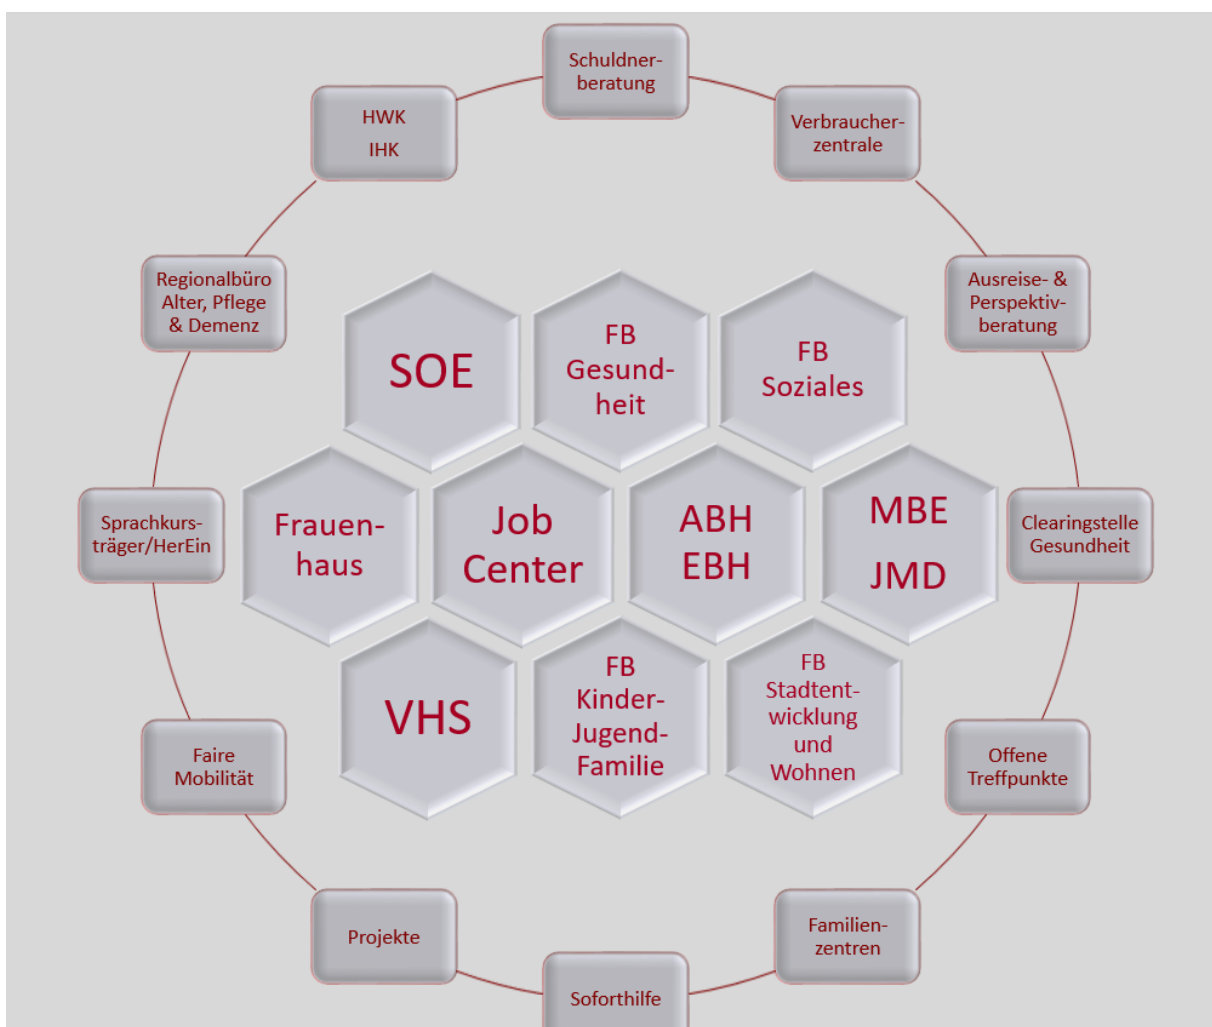 Schuldner-
beratung
HWK
IHK
Verbraucher-
zentrale
Regionalbüro
Alter, Pflege
& Demenz
Ausreise- &
Perspektiv-
beratung
SOE
FB
Gesund-
heit
FB
Soziales
Sprachkurs-
träger/HerEin
Frauen-
haus
Job
Center
ABH
EBH
MBE
JMD
Clearingstelle
Gesundheit
VHS
FB
Kinder-
Jugend-
Familie
FB
Stadtent-
wicklung
und
Wohnen
Faire
Mobilität
Offene
Treffpunkte
Projekte
Familien-
zentren
Soforthilfe